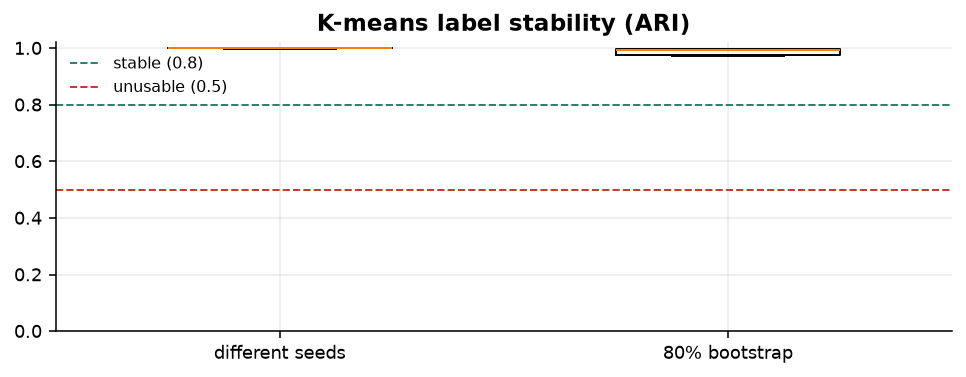 K-means label stability (ARI)
1.0
stable (0.8)
unusable (0.5)
0.8
0.6
0.4
0.2
0.0
different seeds
80% bootstrap